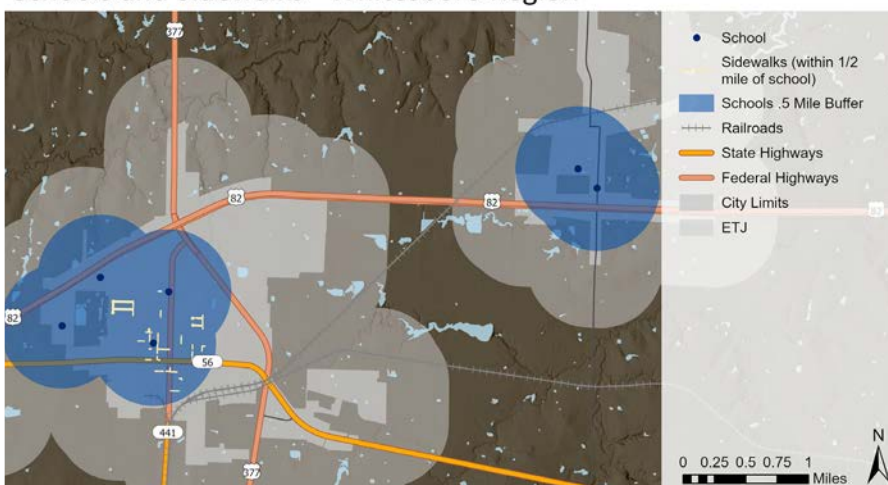 377
School
Sidewalks (within 1/2
mile of school)
Schools .5 Mile Buffer
Railroads
State Highways
Federal Highways
City Limits
ETJ
82
82
82
82
56
441
377
N
0 0.25 0.5 0.75 1
Miles